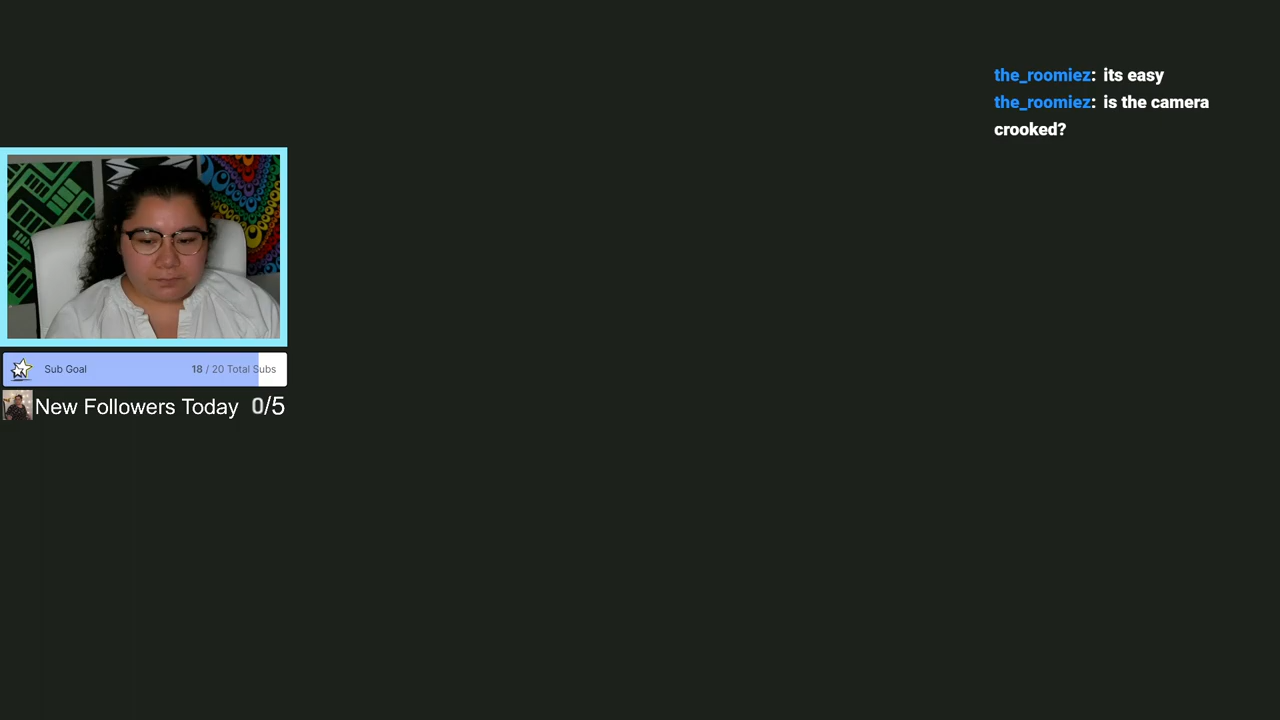 the_roomiez: its easy
the_roomiez: is the camera
crooked?
Sub Goal 18 / 20 Total Subs
New Followers Today 0/5